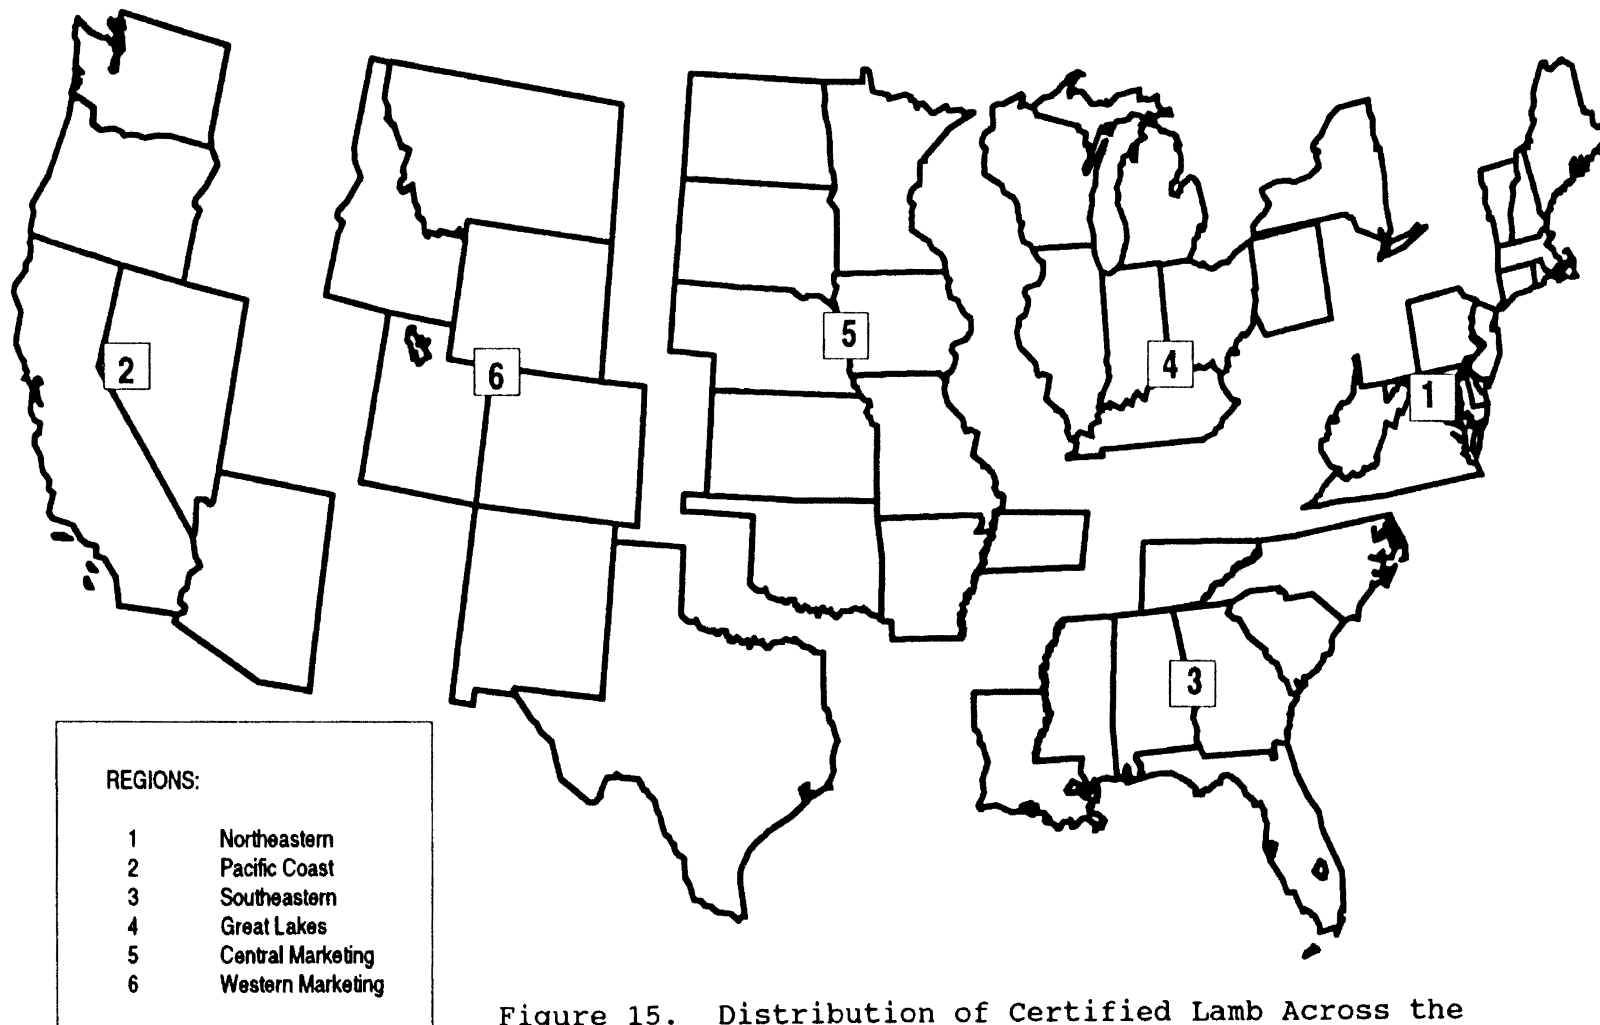 5
2
4
6
1
3
REGIONS:
1 Northeastern
2 Pacific Coast
3 Southeastern
4 Great Lakes
5 Central Marketing
6 Western Marketing
Figure 15. Distribution of Certified Lamb Across the